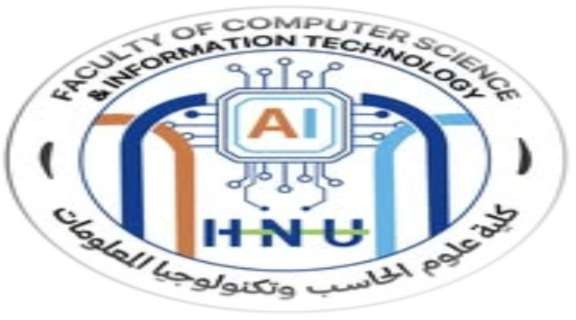 FACULTY OF COMPUTER SCIENCE
& INFORMATION TECHNOLOGY
AI
HNU
كلية علوم الحاسب وتكنولوجيا المعلومات